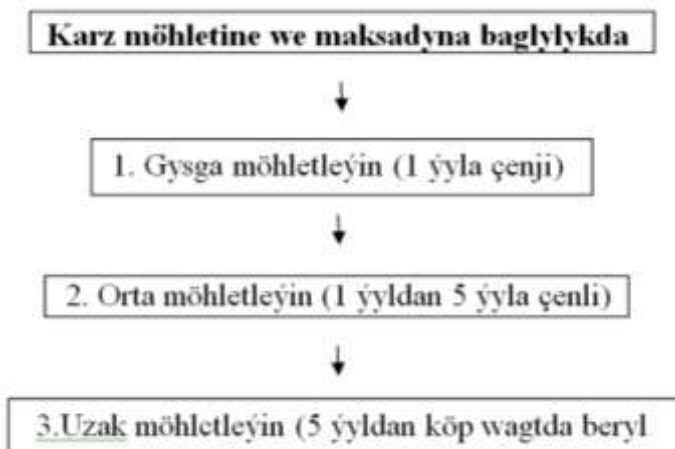 Karz möhletine we maksadyna baglylykda
1. Gysga möhletleýin (1 ýyla çenji)
2. Orta möhletleýin (1 ýyldan 5 ýyla çenli)
3.Uzak möhletleýin (5 ýyldan köp wagtda beryl